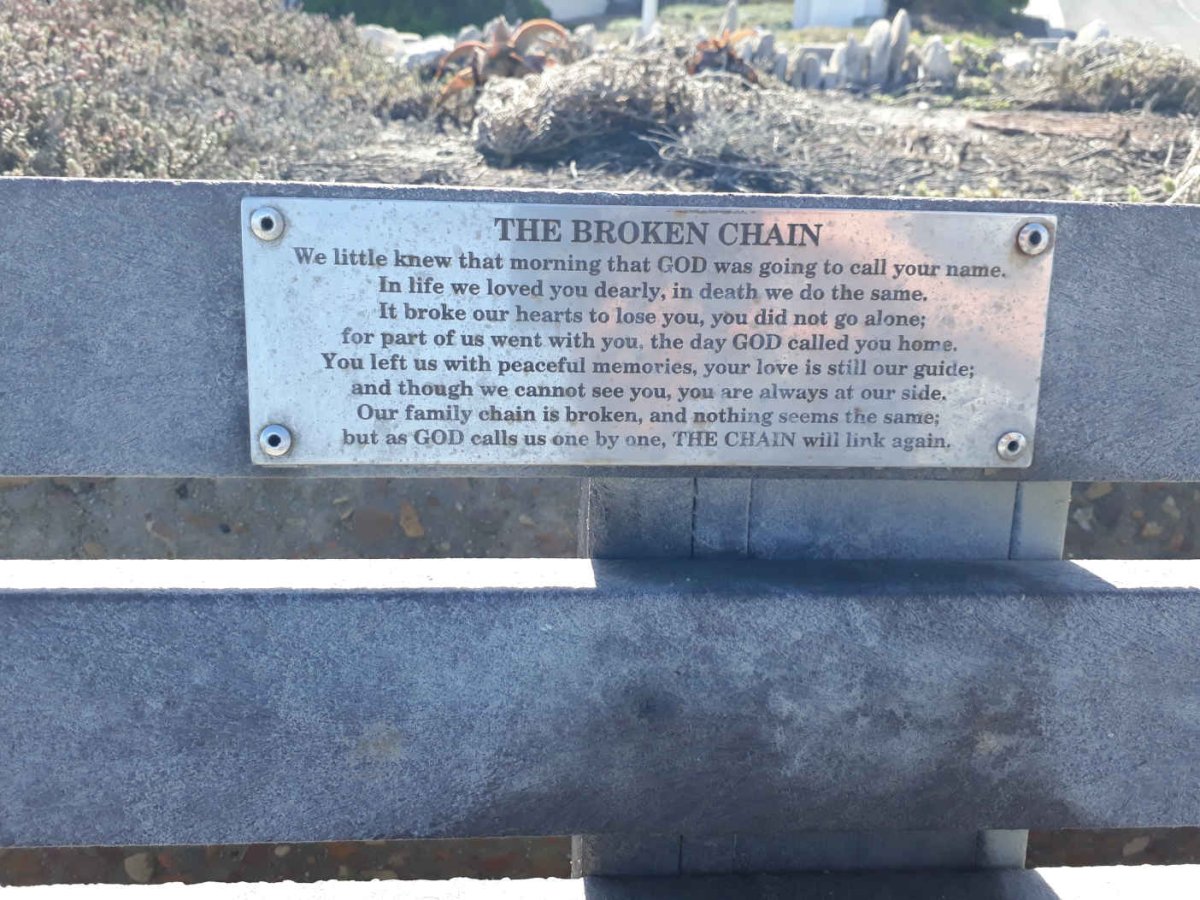 THE BROKEN CHAIN
We little knew that morning that GOD was going to call your name.
In life we loved you dearly, in death we do the same.
It broke our hearts to lose you, you did not go alone;
for part of us went with you, the day GOD called you home.
You left us with peaceful memories, your love is still our guide;
and though we cannot see you, you are always at our side.
Our family chain is broken, and nothing seems the same;
but as GOD calls us one by one, THE CHAIN will link again.